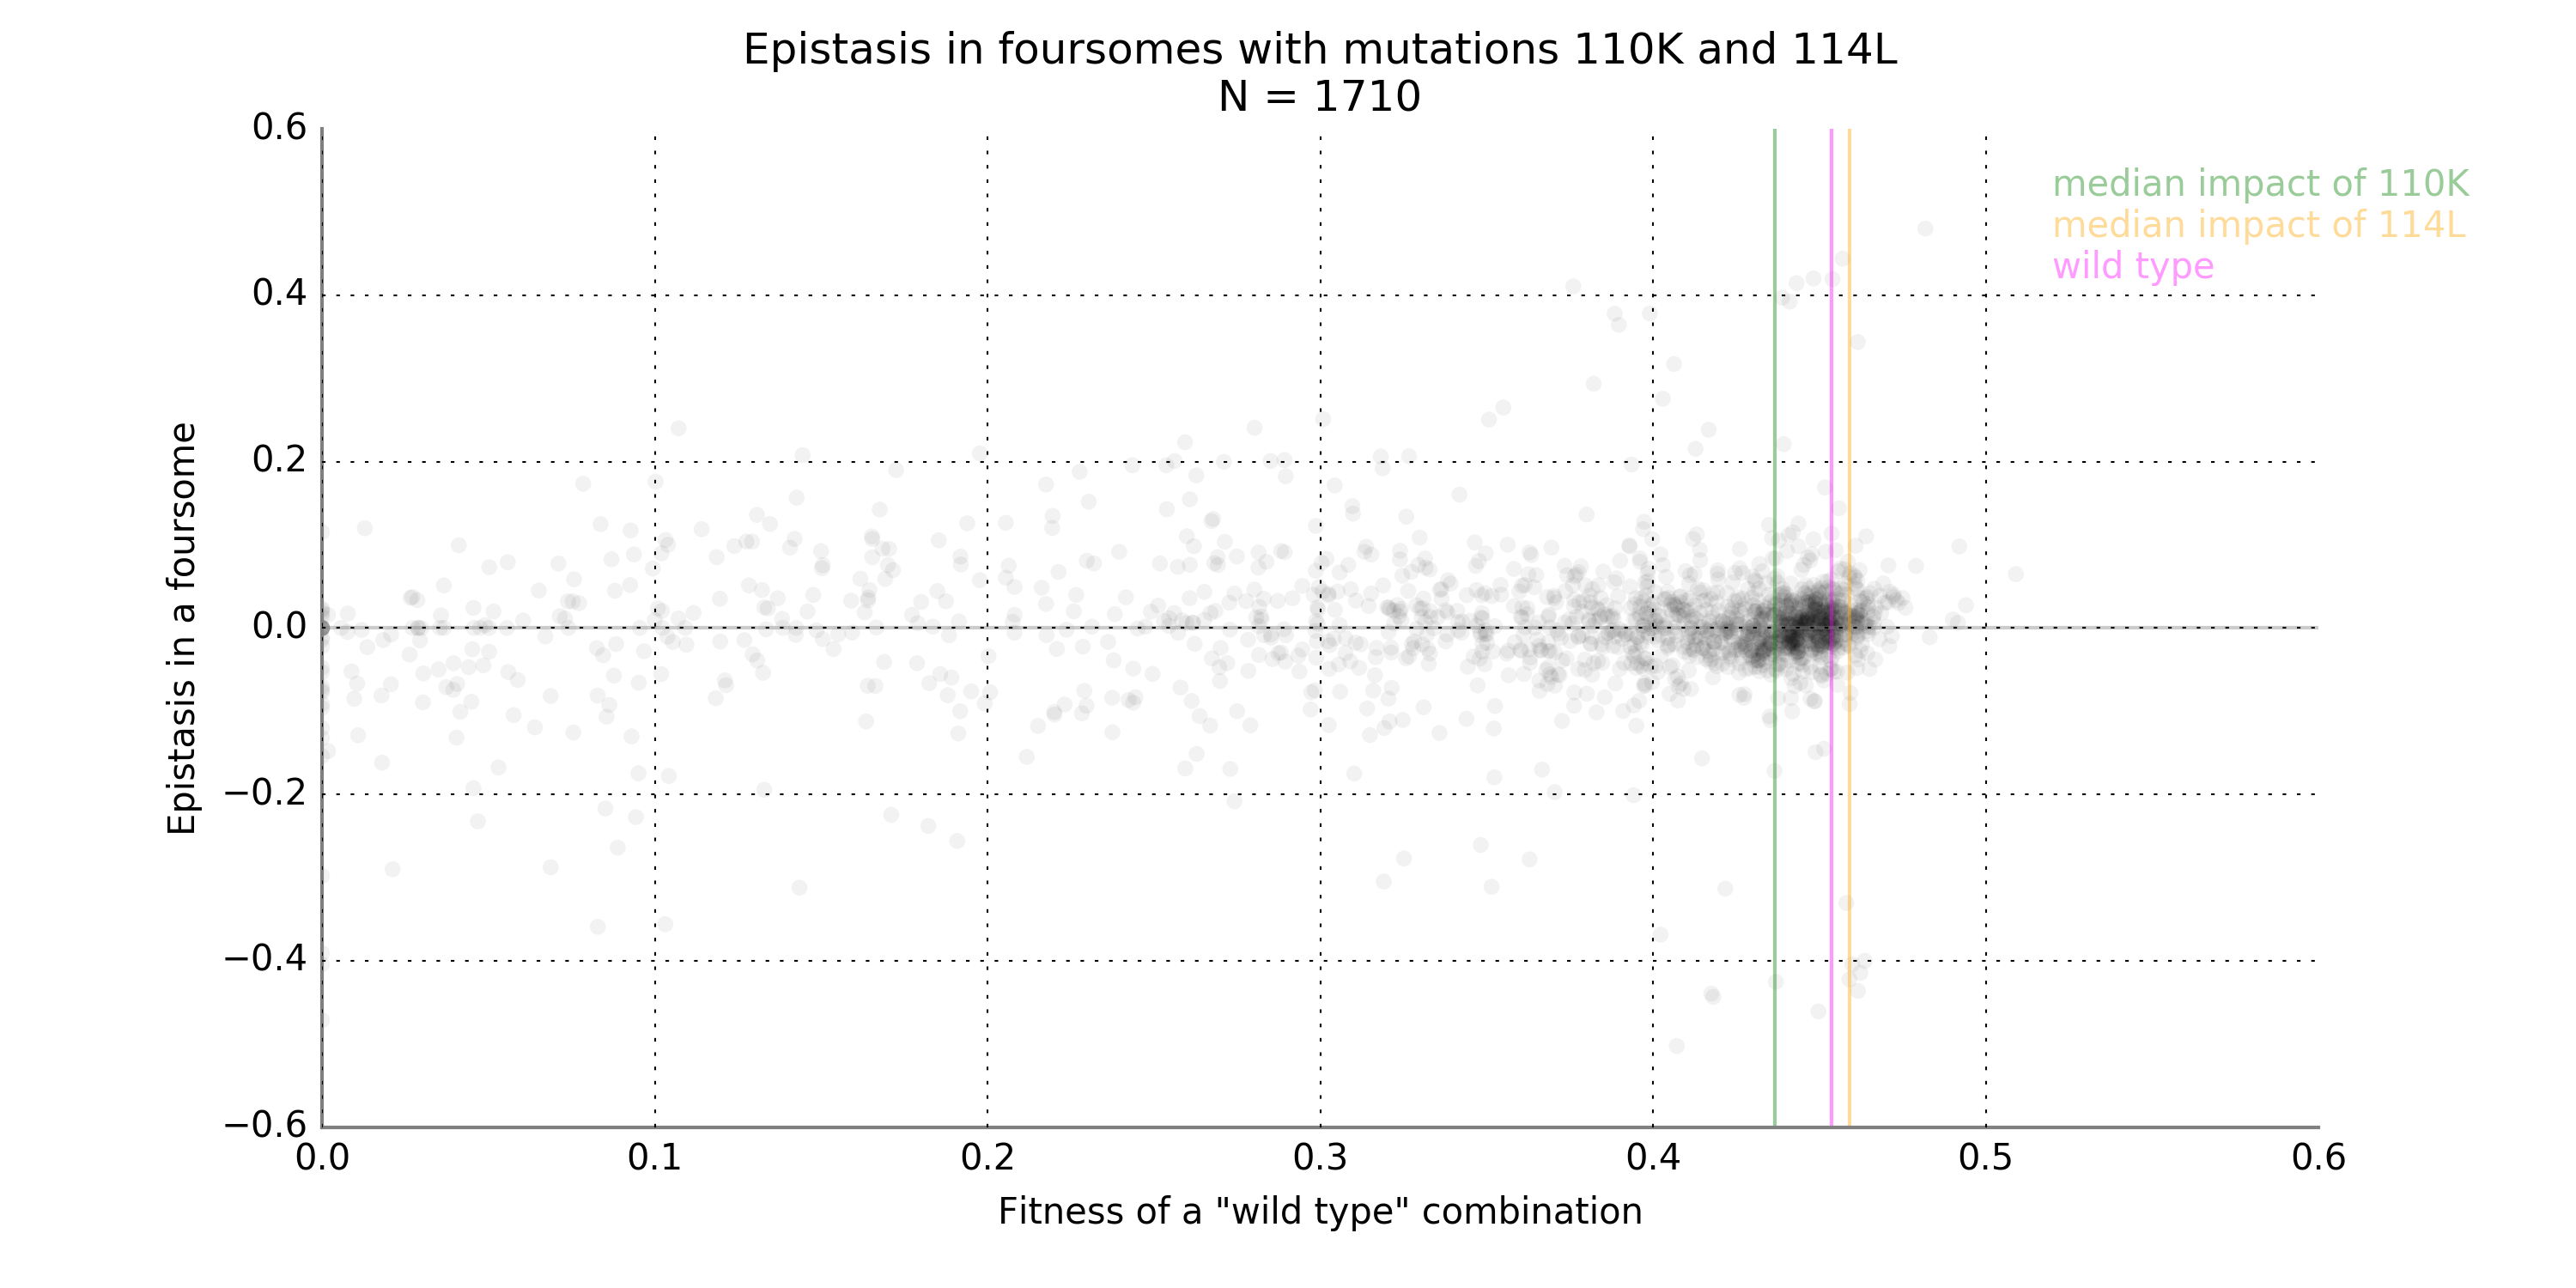 Epistasis in foursomes with mutations 110K and 114L
N = 1710
0.6
0.4
0.2
0.0
−0.2
−0.4
−0.6
Epistasis in a foursome
median impact of 110K
median impact of 114L
wild type
0.0 0.1 0.2 0.3 0.4 0.5 0.6
Fitness of a "wild type" combination